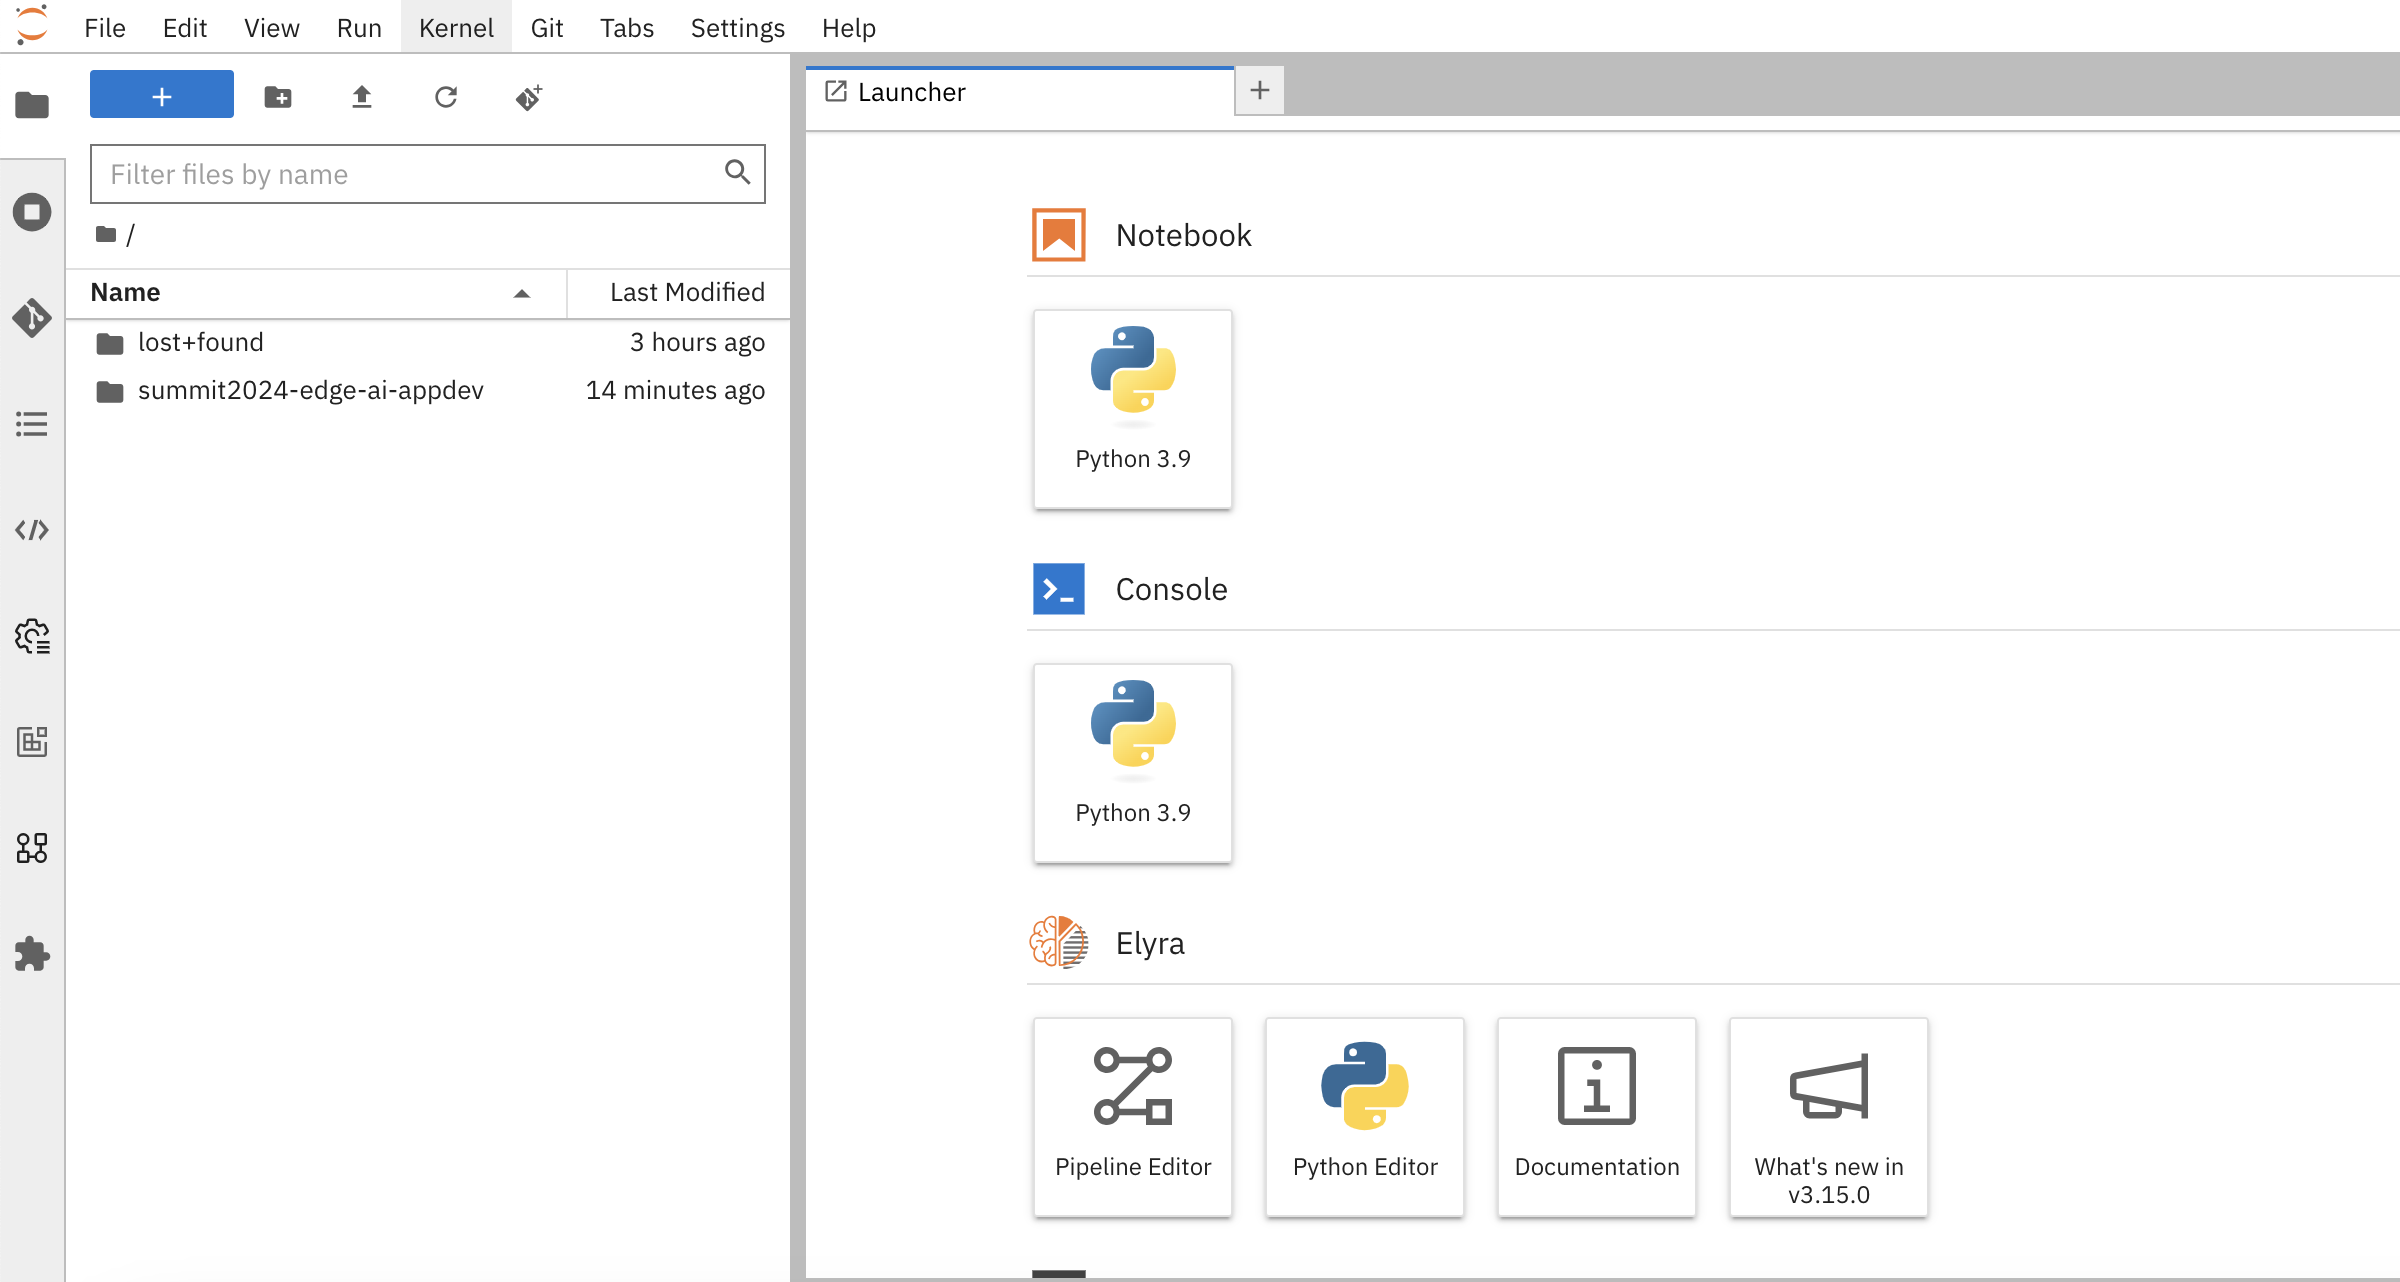 File Edit View Run Kernel Git Tabs Settings Help
Launcher
Filter files by name
/
Name Last Modified
lost+found 3 hours ago
summit2024-edge-ai-appdev 14 minutes ago
Notebook
Python 3.9
Console
Python 3.9
Elyra
Pipeline Editor
Python Editor
Documentation
What's new in
v3.15.0